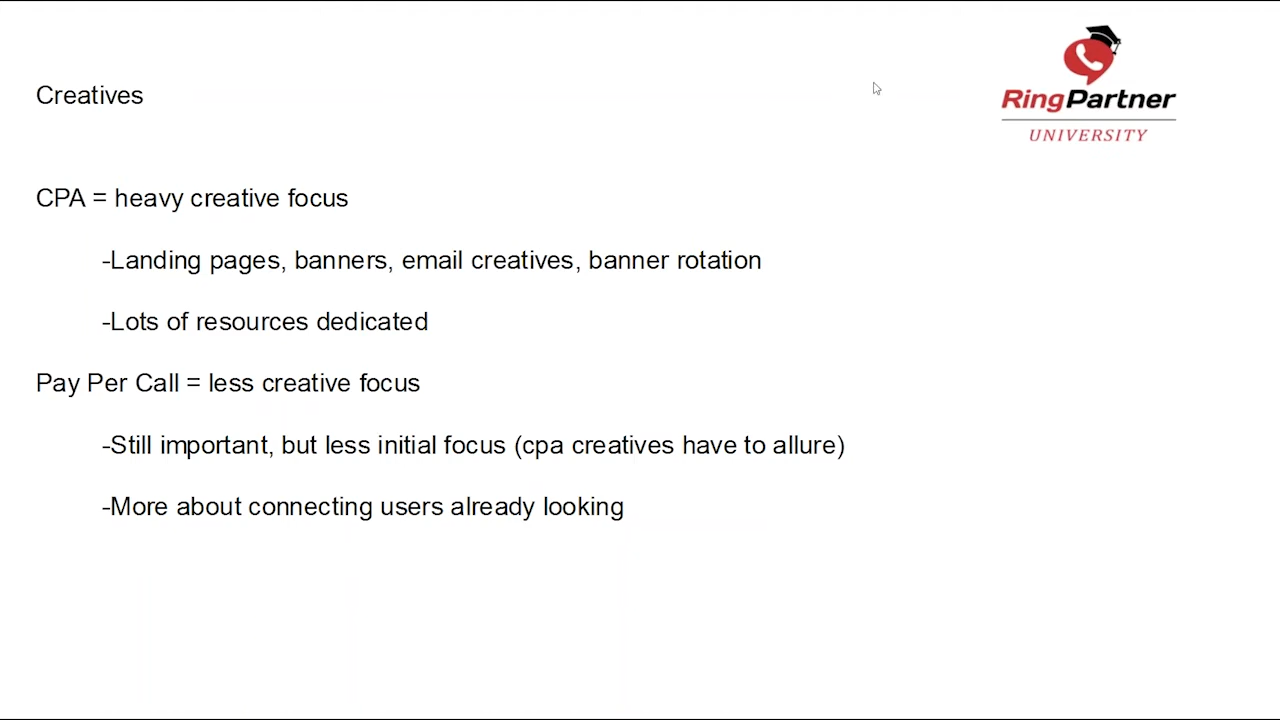 Creatives
RingPartner
UNIVERSITY
CPA = heavy creative focus
-Landing pages, banners, email creatives, banner rotation
-Lots of resources dedicated
Pay Per Call = less creative focus
-Still important, but less initial focus (cpa creatives have to allure)
-More about connecting users already looking